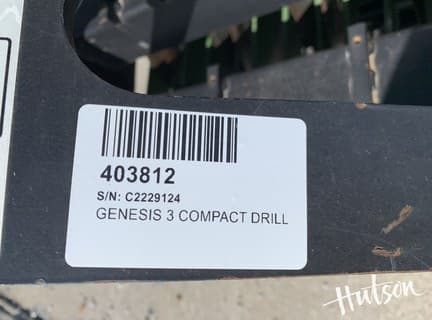 403812
S/N: C2229124
GENESIS 3 COMPACT DRILL
Hutson